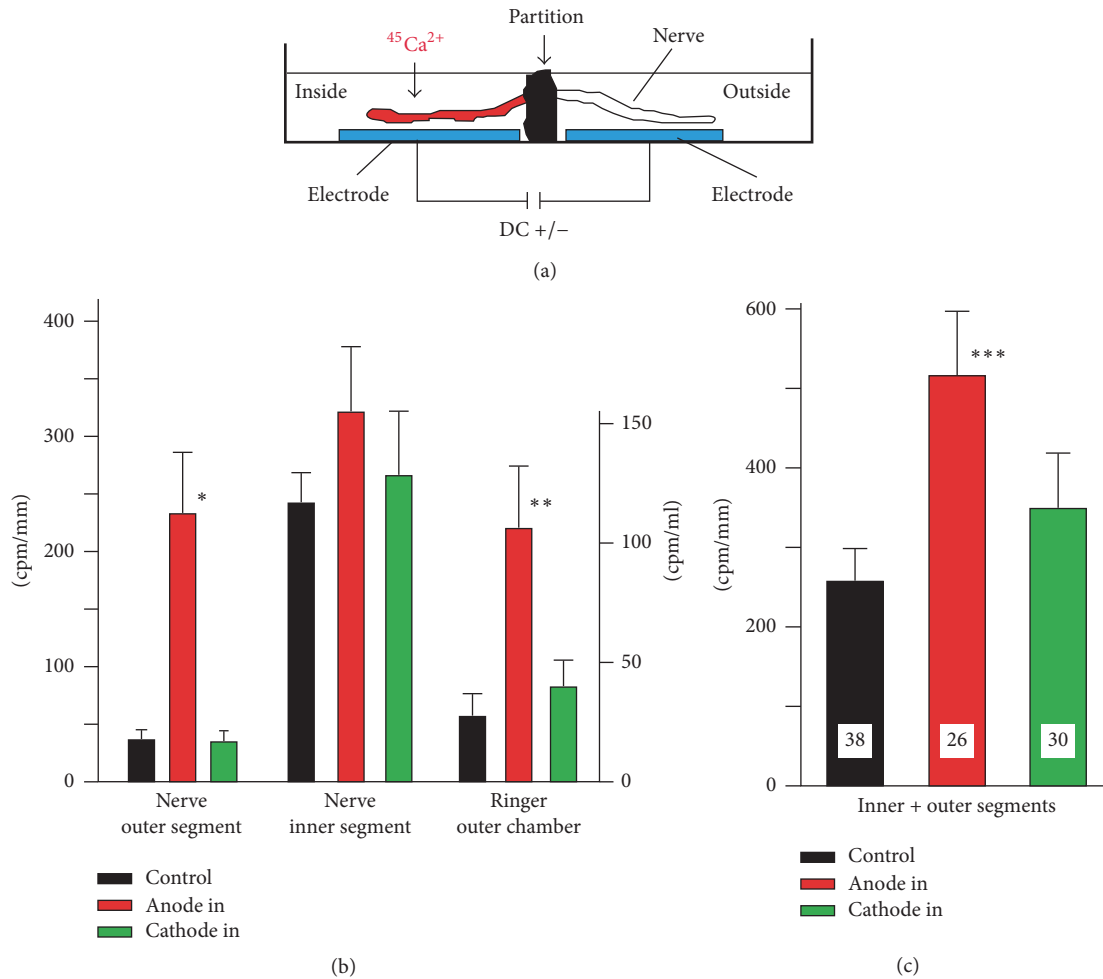 Partition
⁴⁵Ca²⁺
Nerve
Inside
Outside
Electrode
Electrode
DC +/−
(a)
400
300
200
100
0
(cpm/mm)
*
**
150
100
50
0
(cpm/ml)
Nerve
outer segment
Nerve
inner segment
Ringer
outer chamber
Control
Anode in
Cathode in
(b)
600
400
200
0
(cpm/mm)
***
38
26
30
Inner + outer segments
Control
Anode in
Cathode in
(c)